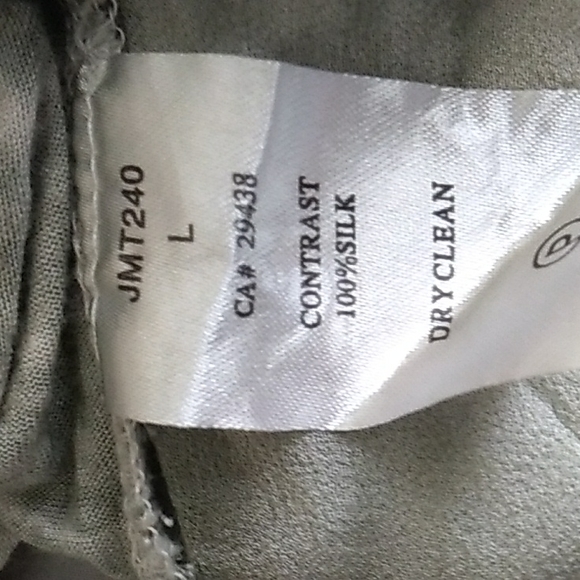 JMT240
L
CA# 29438
CONTRAST
100%SILK
DRY CLEAN